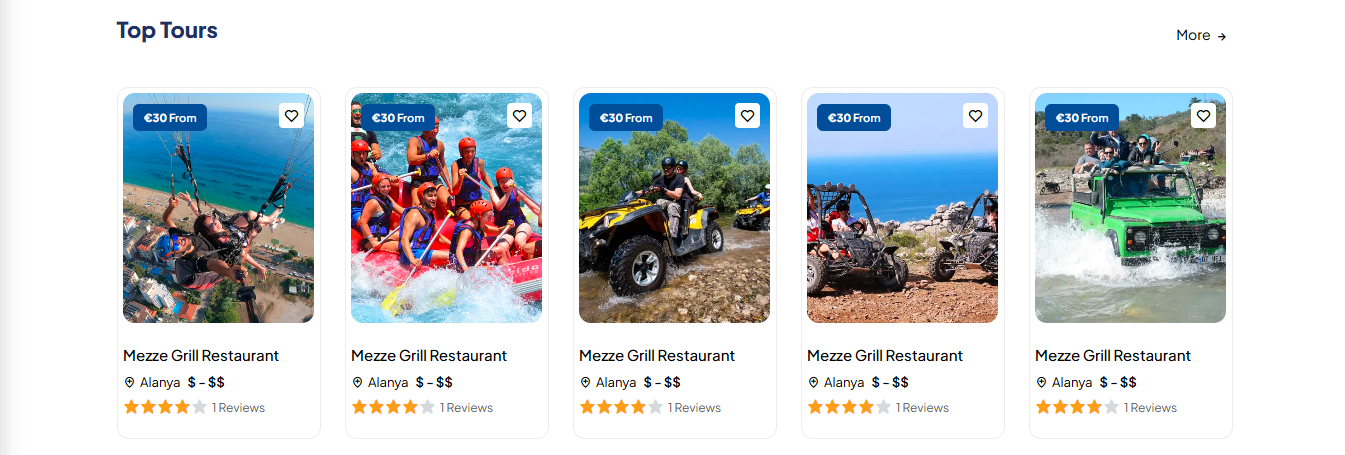 Top Tours
More →
€30 From
€30 From
€30 From
€30 From
€30 From
Mezze Grill Restaurant
Mezze Grill Restaurant
Mezze Grill Restaurant
Mezze Grill Restaurant
Mezze Grill Restaurant
Alanya $ - $$
Alanya $ - $$
Alanya $ - $$
Alanya $ - $$
Alanya $ - $$
1 Reviews
1 Reviews
1 Reviews
1 Reviews
1 Reviews